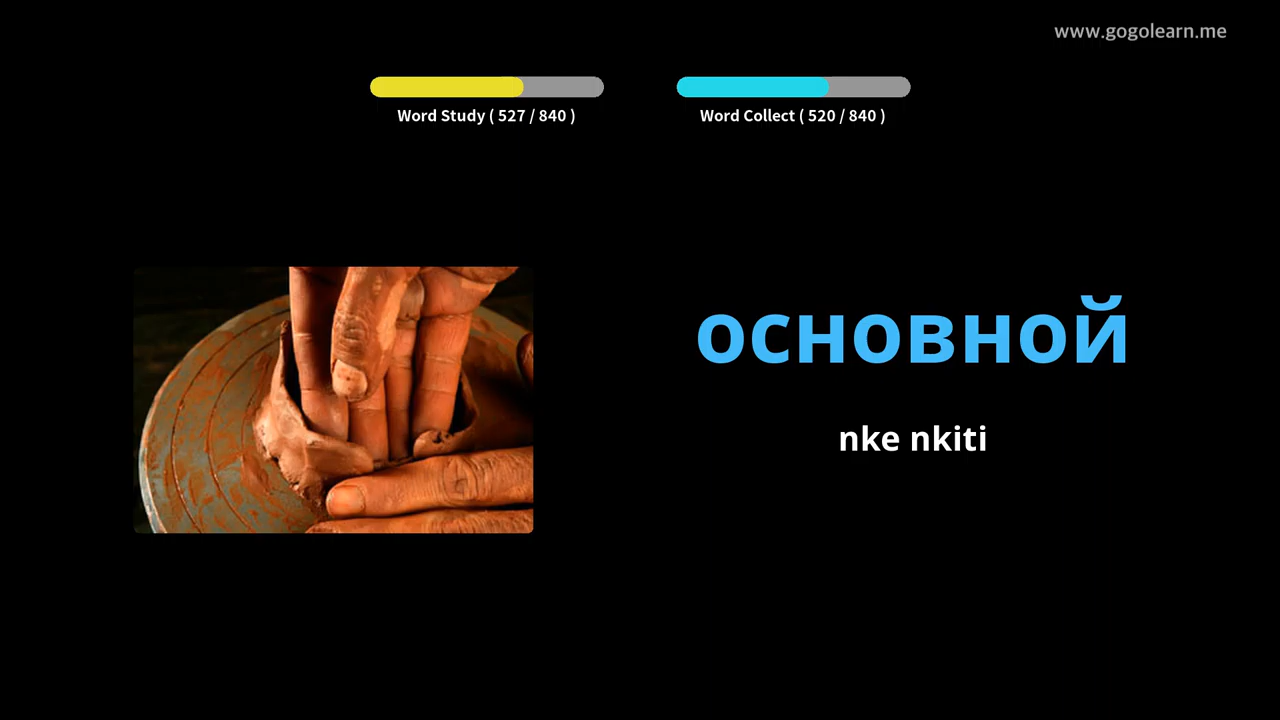 www.gogolearn.me
Word Study ( 527 / 840 )
Word Collect ( 520 / 840 )
основной
nke nkiti